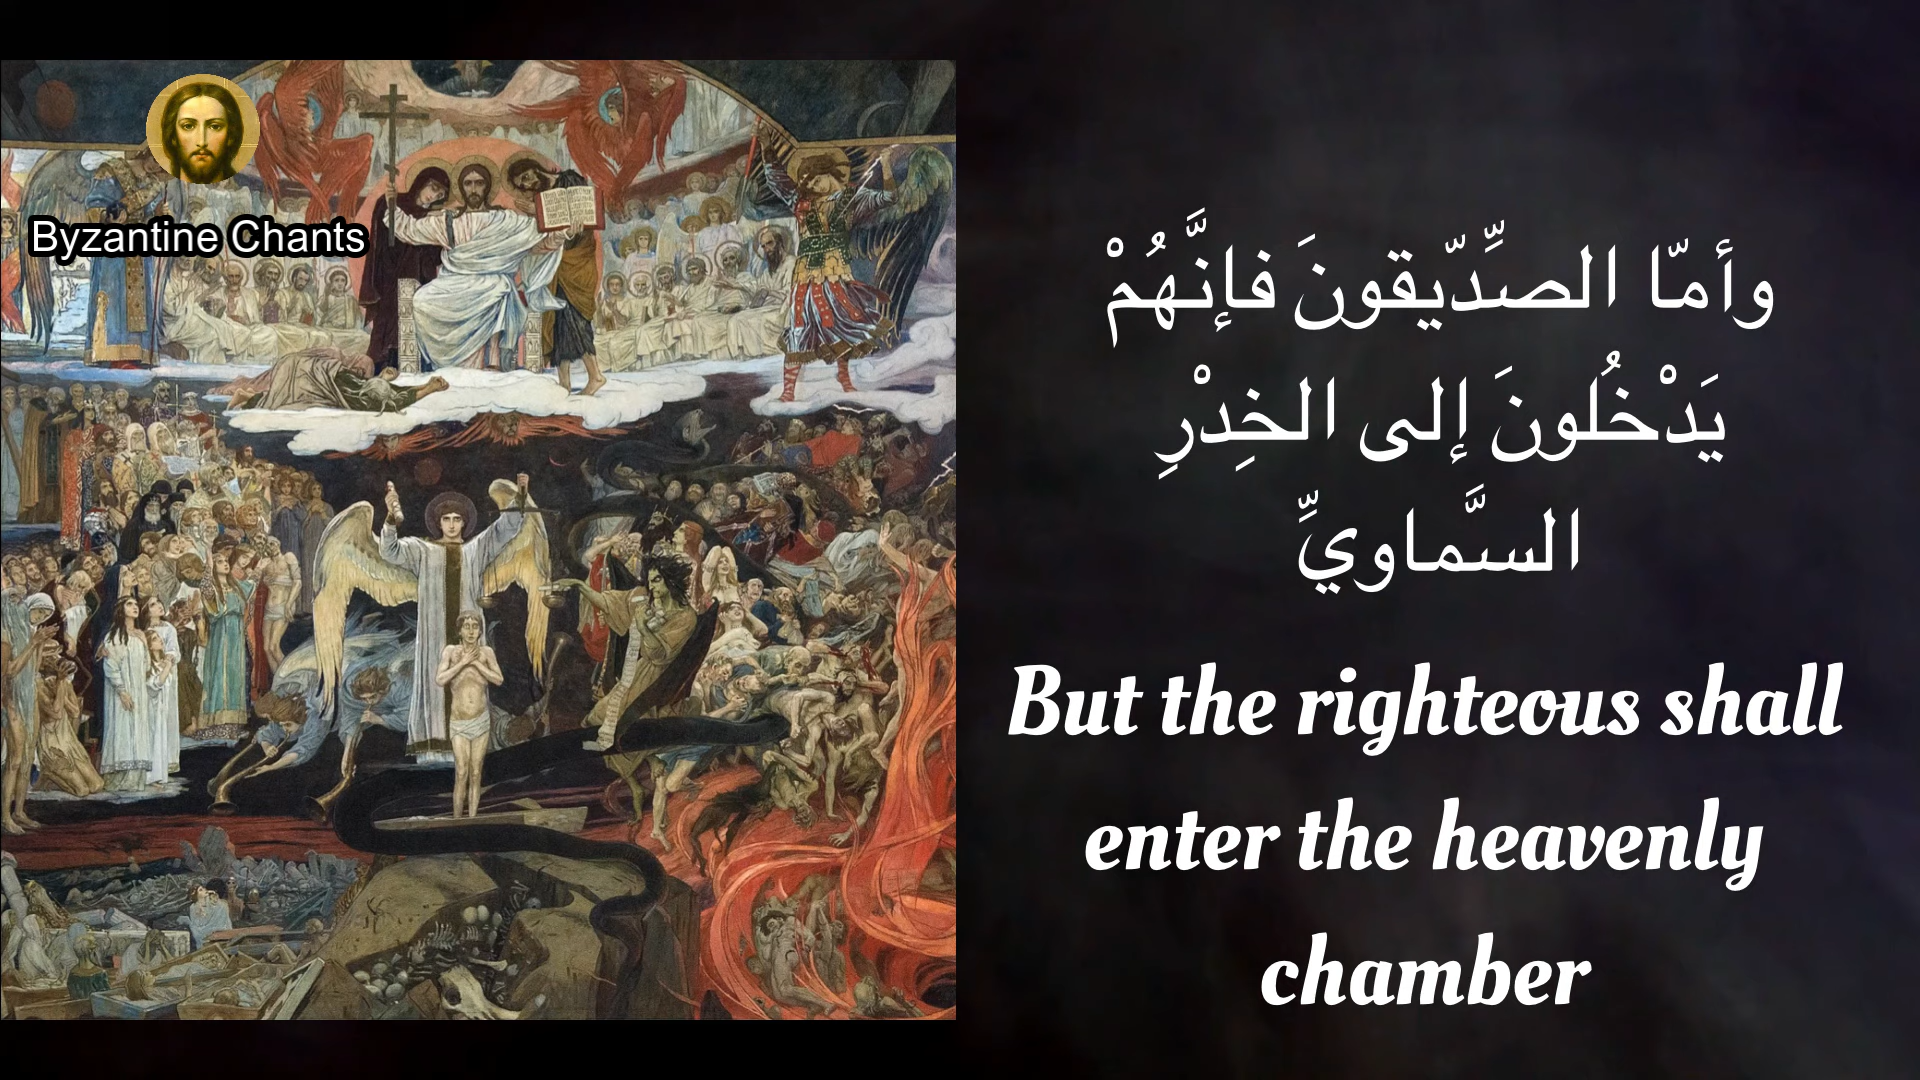 Byzantine Chants
وأمّا الصِّدّيقونَ فإنَّهُمْ
يَدْخُلونَ إلى الخِدْرِ
السَّماويِّ
But the righteous shall
enter the heavenly
chamber